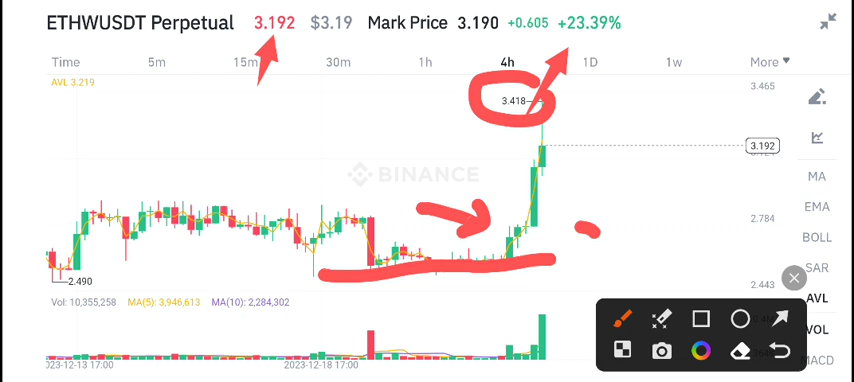 ETHWUSDT Perpetual 3.192 $3.19 Mark Price 3.190 +0.605 +23.39%
Time 5m 15m 30m 1h 4h 1D 1w More
AVL 3.219
3.465
3.418
3.192
BINANCE
MA
EMA
2.784
BOLL
SAR
2.490
2.443
Vol: 10,355,258 MA(5): 3,946,613 MA(10): 2,284,302
AVL
VOL
MACD
023-12-13 17:00 2023-12-18 17:00